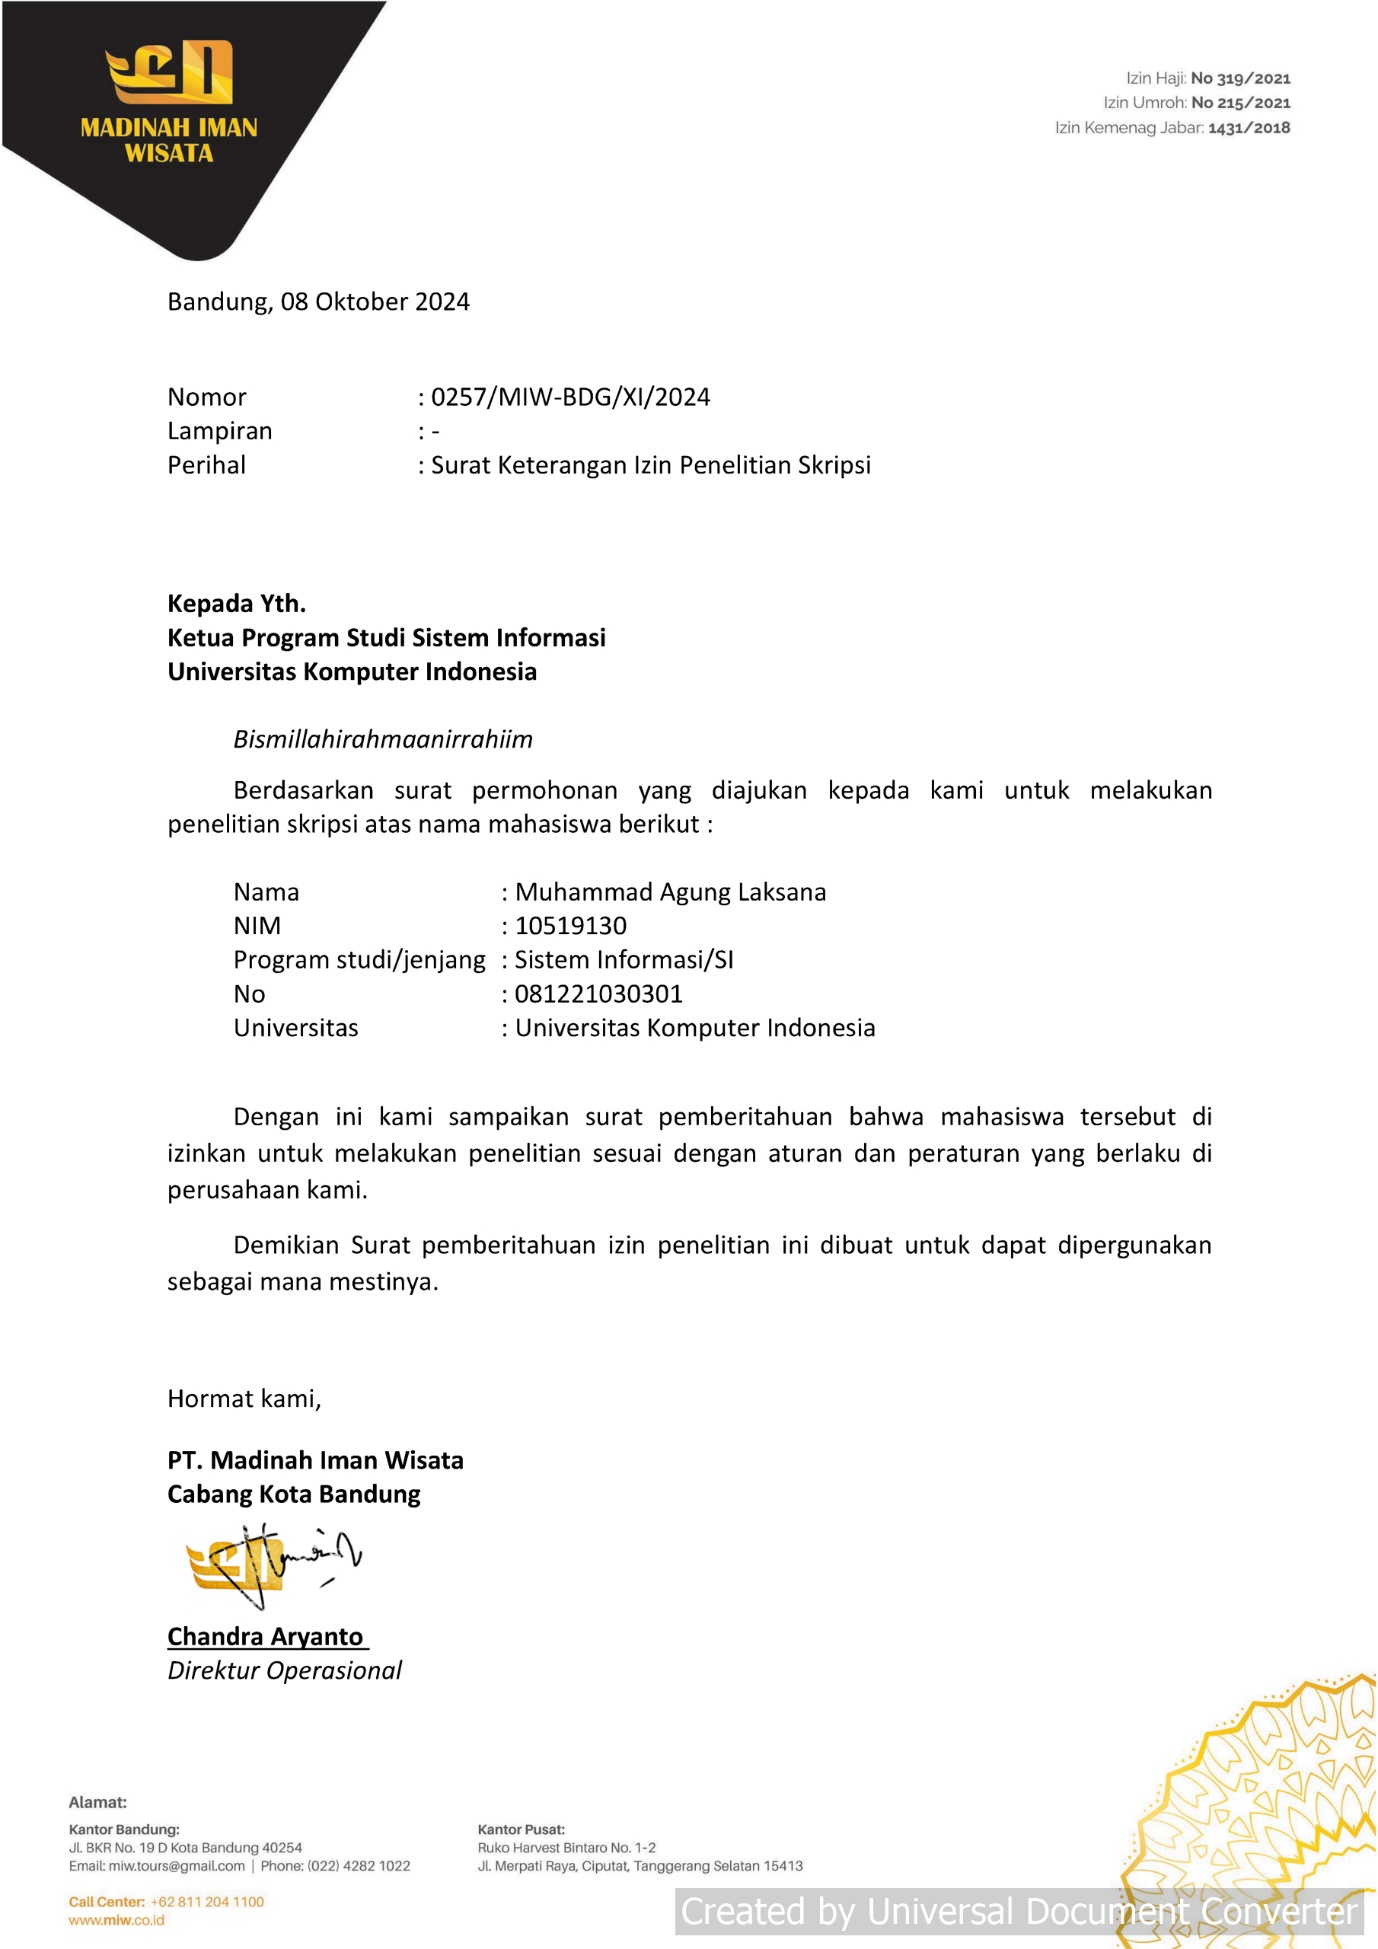 MADINAH IMAN
WISATA
Izin Haji: No 319/2021
Izin Umroh: No 215/2021
Izin Kemenag Jabar: 1431/2018
Bandung, 08 Oktober 2024
Nomor : 0257/MIW-BDG/XI/2024
Lampiran : -
Perihal : Surat Keterangan Izin Penelitian Skripsi
Kepada Yth.
Ketua Program Studi Sistem Informasi
Universitas Komputer Indonesia
Bismillahirahmaanirrahiim
Berdasarkan surat permohonan yang diajukan kepada kami untuk melakukan
penelitian skripsi atas nama mahasiswa berikut :
Nama : Muhammad Agung Laksana
NIM : 10519130
Program studi/jenjang : Sistem Informasi/SI
No : 081221030301
Universitas : Universitas Komputer Indonesia
Dengan ini kami sampaikan surat pemberitahuan bahwa mahasiswa tersebut di
izinkan untuk melakukan penelitian sesuai dengan aturan dan peraturan yang berlaku di
perusahaan kami.
Demikian Surat pemberitahuan izin penelitian ini dibuat untuk dapat dipergunakan
sebagai mana mestinya.
Hormat kami,
PT. Madinah Iman Wisata
Cabang Kota Bandung
Chandra Aryanto
Direktur Operasional
Alamat:
Kantor Bandung:
Jl. BKR No. 19 D Kota Bandung 40254
Email: miw.tours@gmail.com | Phone: (022) 4282 1022
Call Center: +62 811 204 1100
www.miw.co.id
Kantor Pusat:
Ruko Harvest Bintaro No. 1-2
Jl. Merpati Raya, Ciputat, Tanggerang Selatan 15413
Created by Universal Document Converter